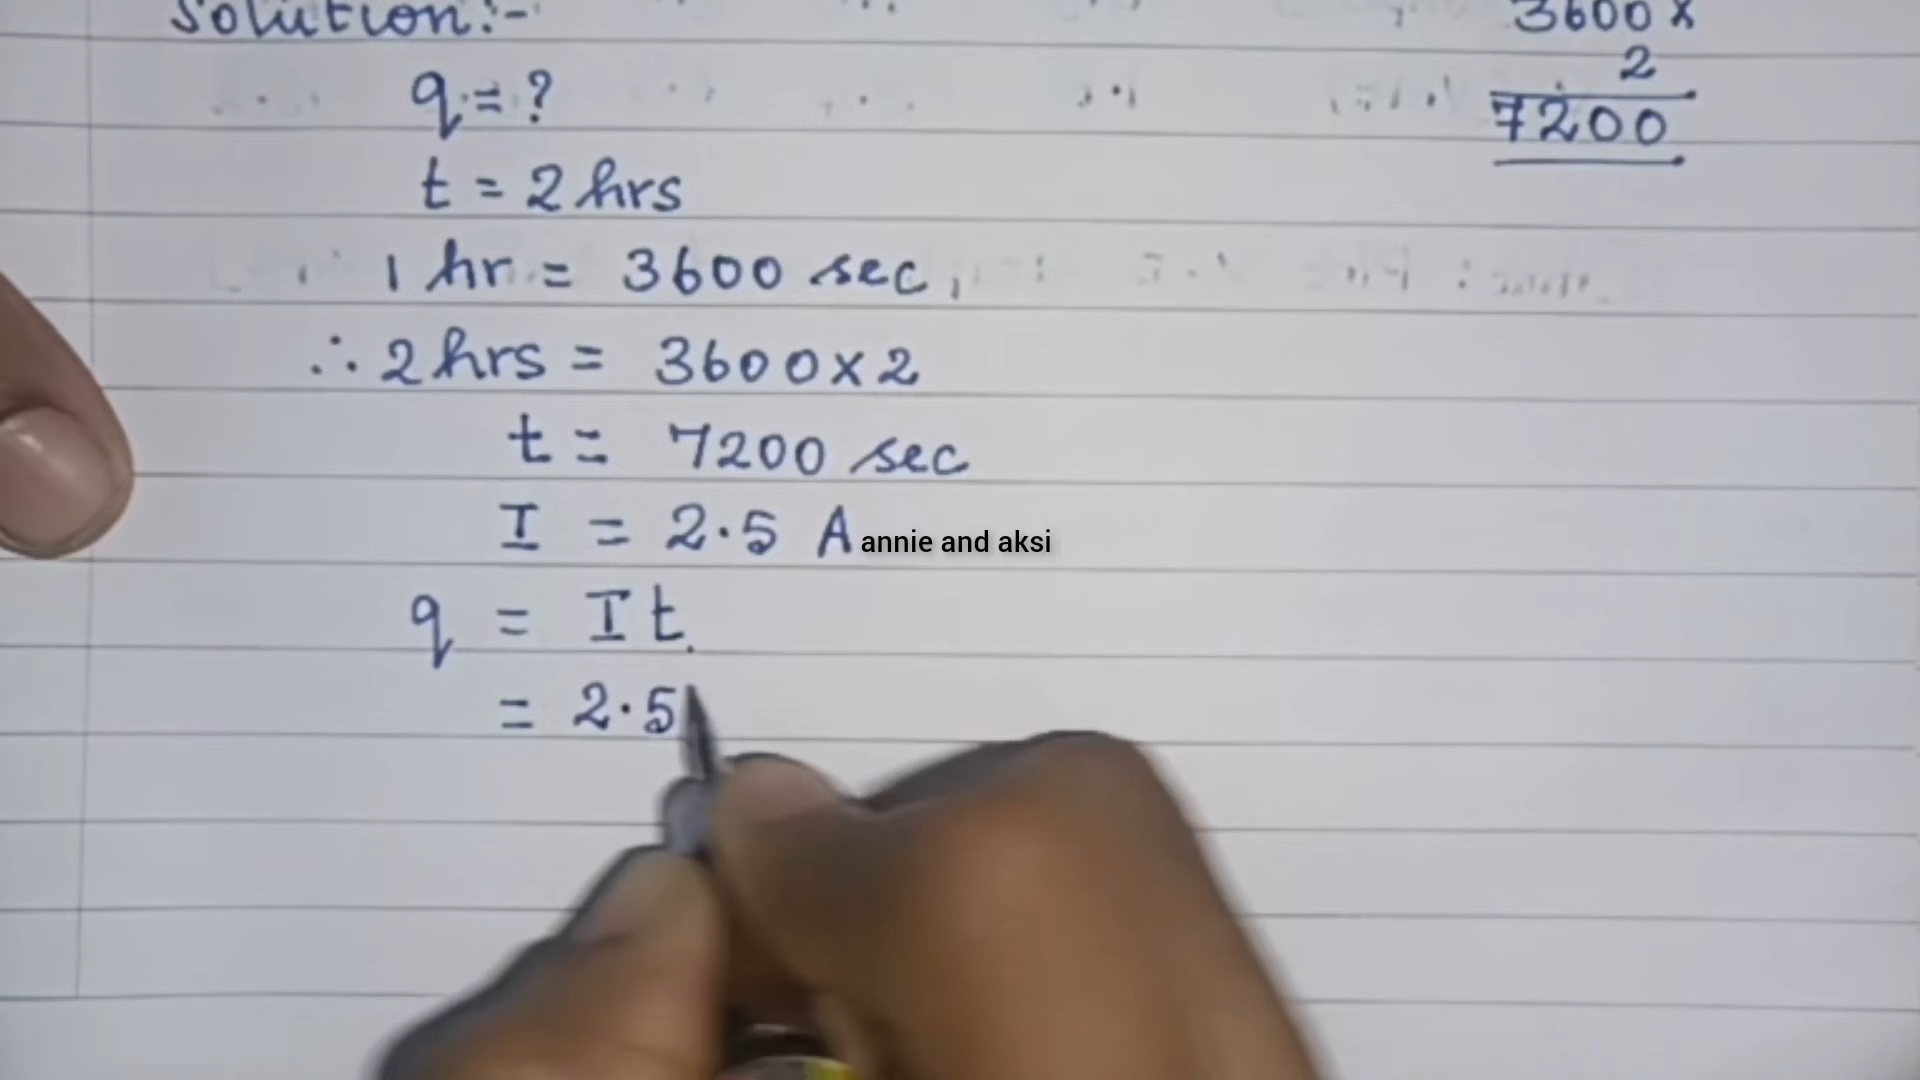 Solution:-
3600 x
2
7200
q = ?
t = 2 hrs
1 hr = 3600 sec,
∴ 2 hrs = 3600 x 2
t = 7200 sec
I = 2.5 A
annie and aksi
q = It.
= 2.5